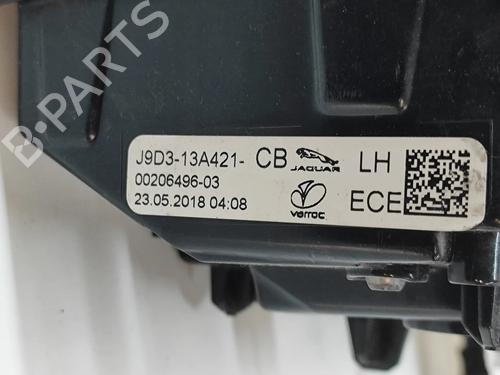 J9D3-13A421- CB JAGUAR LH
00206496-03
23.05.2018 04:08 varroc ECE
B-PARTS